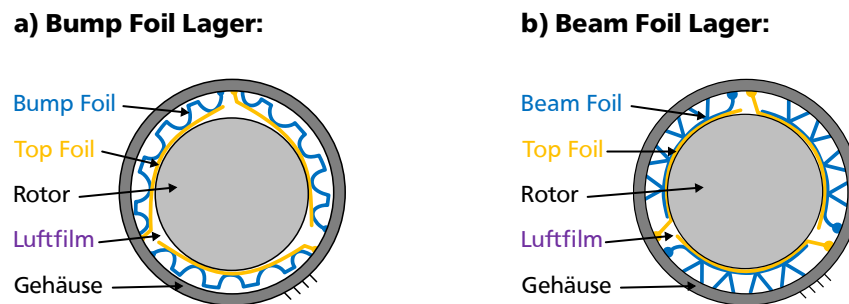 a) Bump Foil Lager:
Bump Foil
Top Foil
Rotor
Luftfilm
Gehäuse
b) Beam Foil Lager:
Beam Foil
Top Foil
Rotor
Luftfilm
Gehäuse